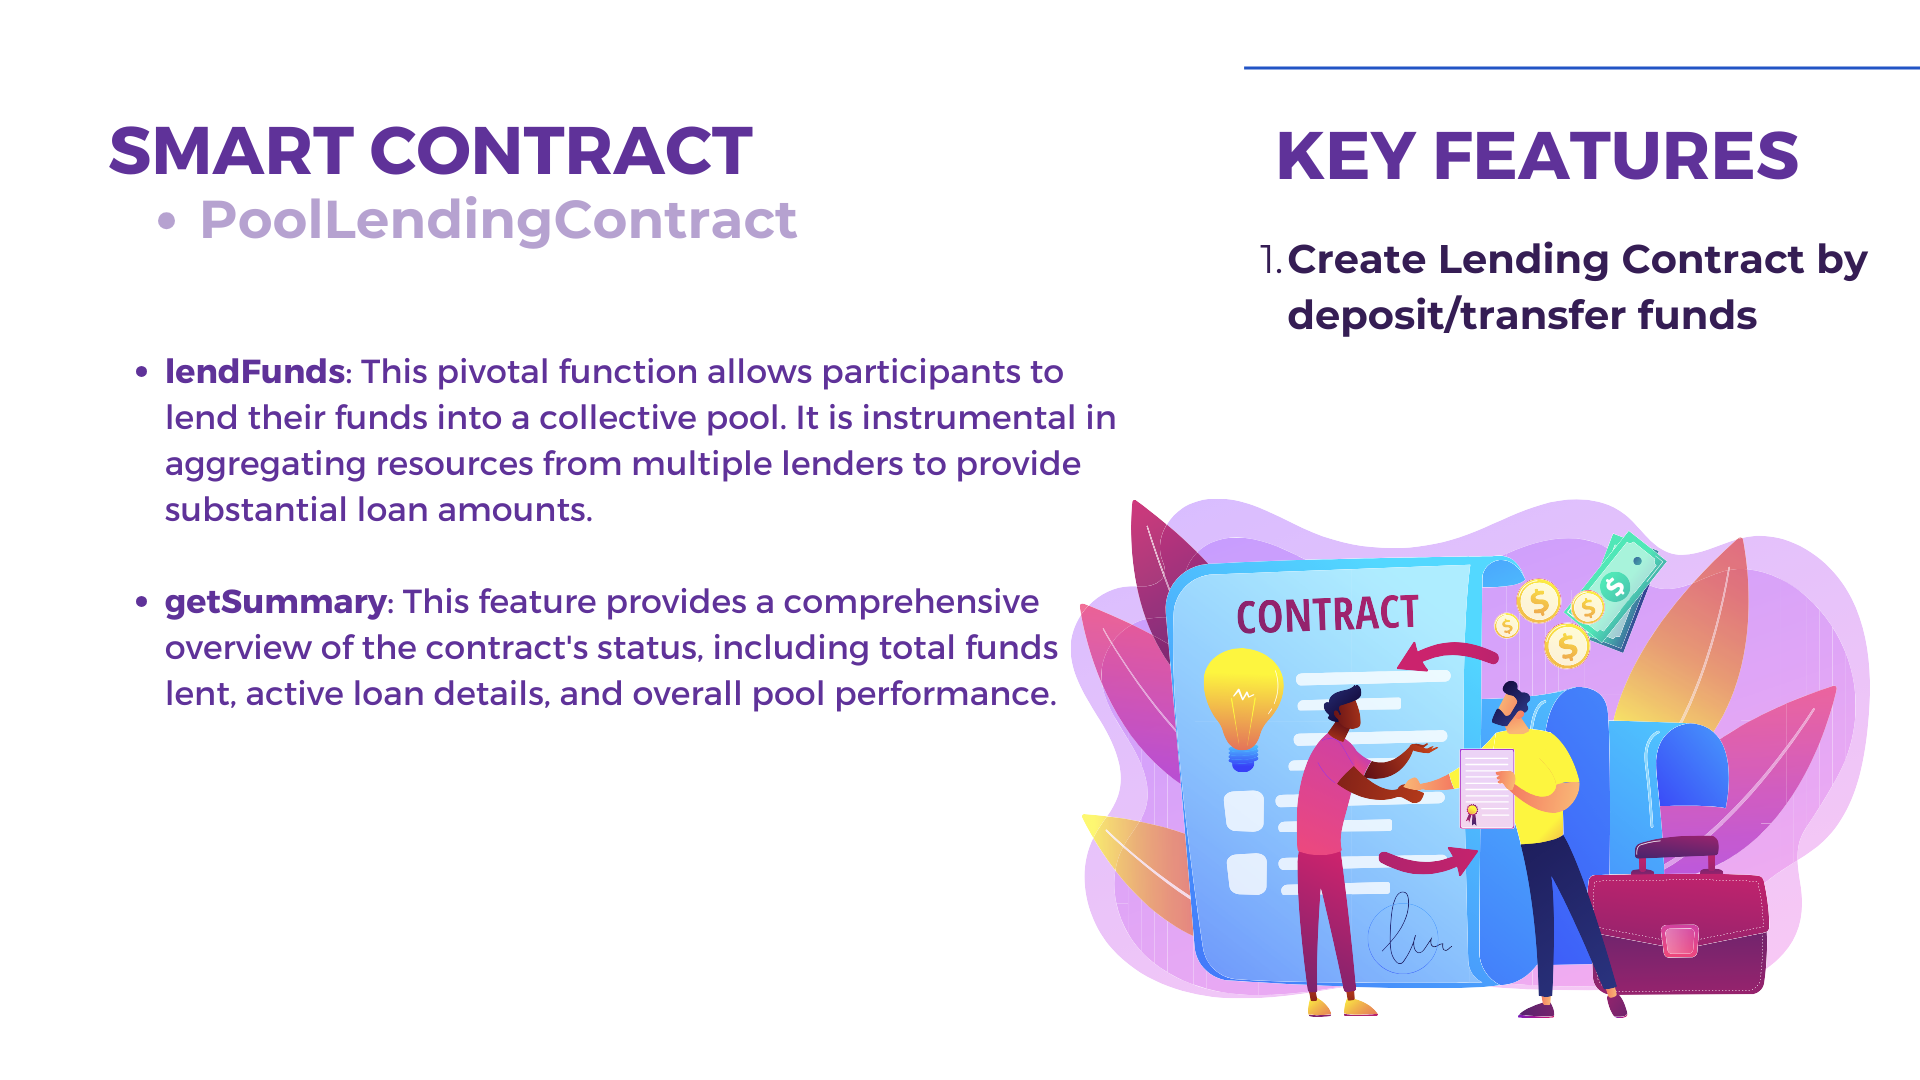 SMART CONTRACT
• PoolLendingContract
• lendFunds: This pivotal function allows participants to
lend their funds into a collective pool. It is instrumental in
aggregating resources from multiple lenders to provide
substantial loan amounts.
• getSummary: This feature provides a comprehensive
overview of the contract's status, including total funds
lent, active loan details, and overall pool performance.
KEY FEATURES
1. Create Lending Contract by
deposit/transfer funds
CONTRACT
$
$
$
$
$